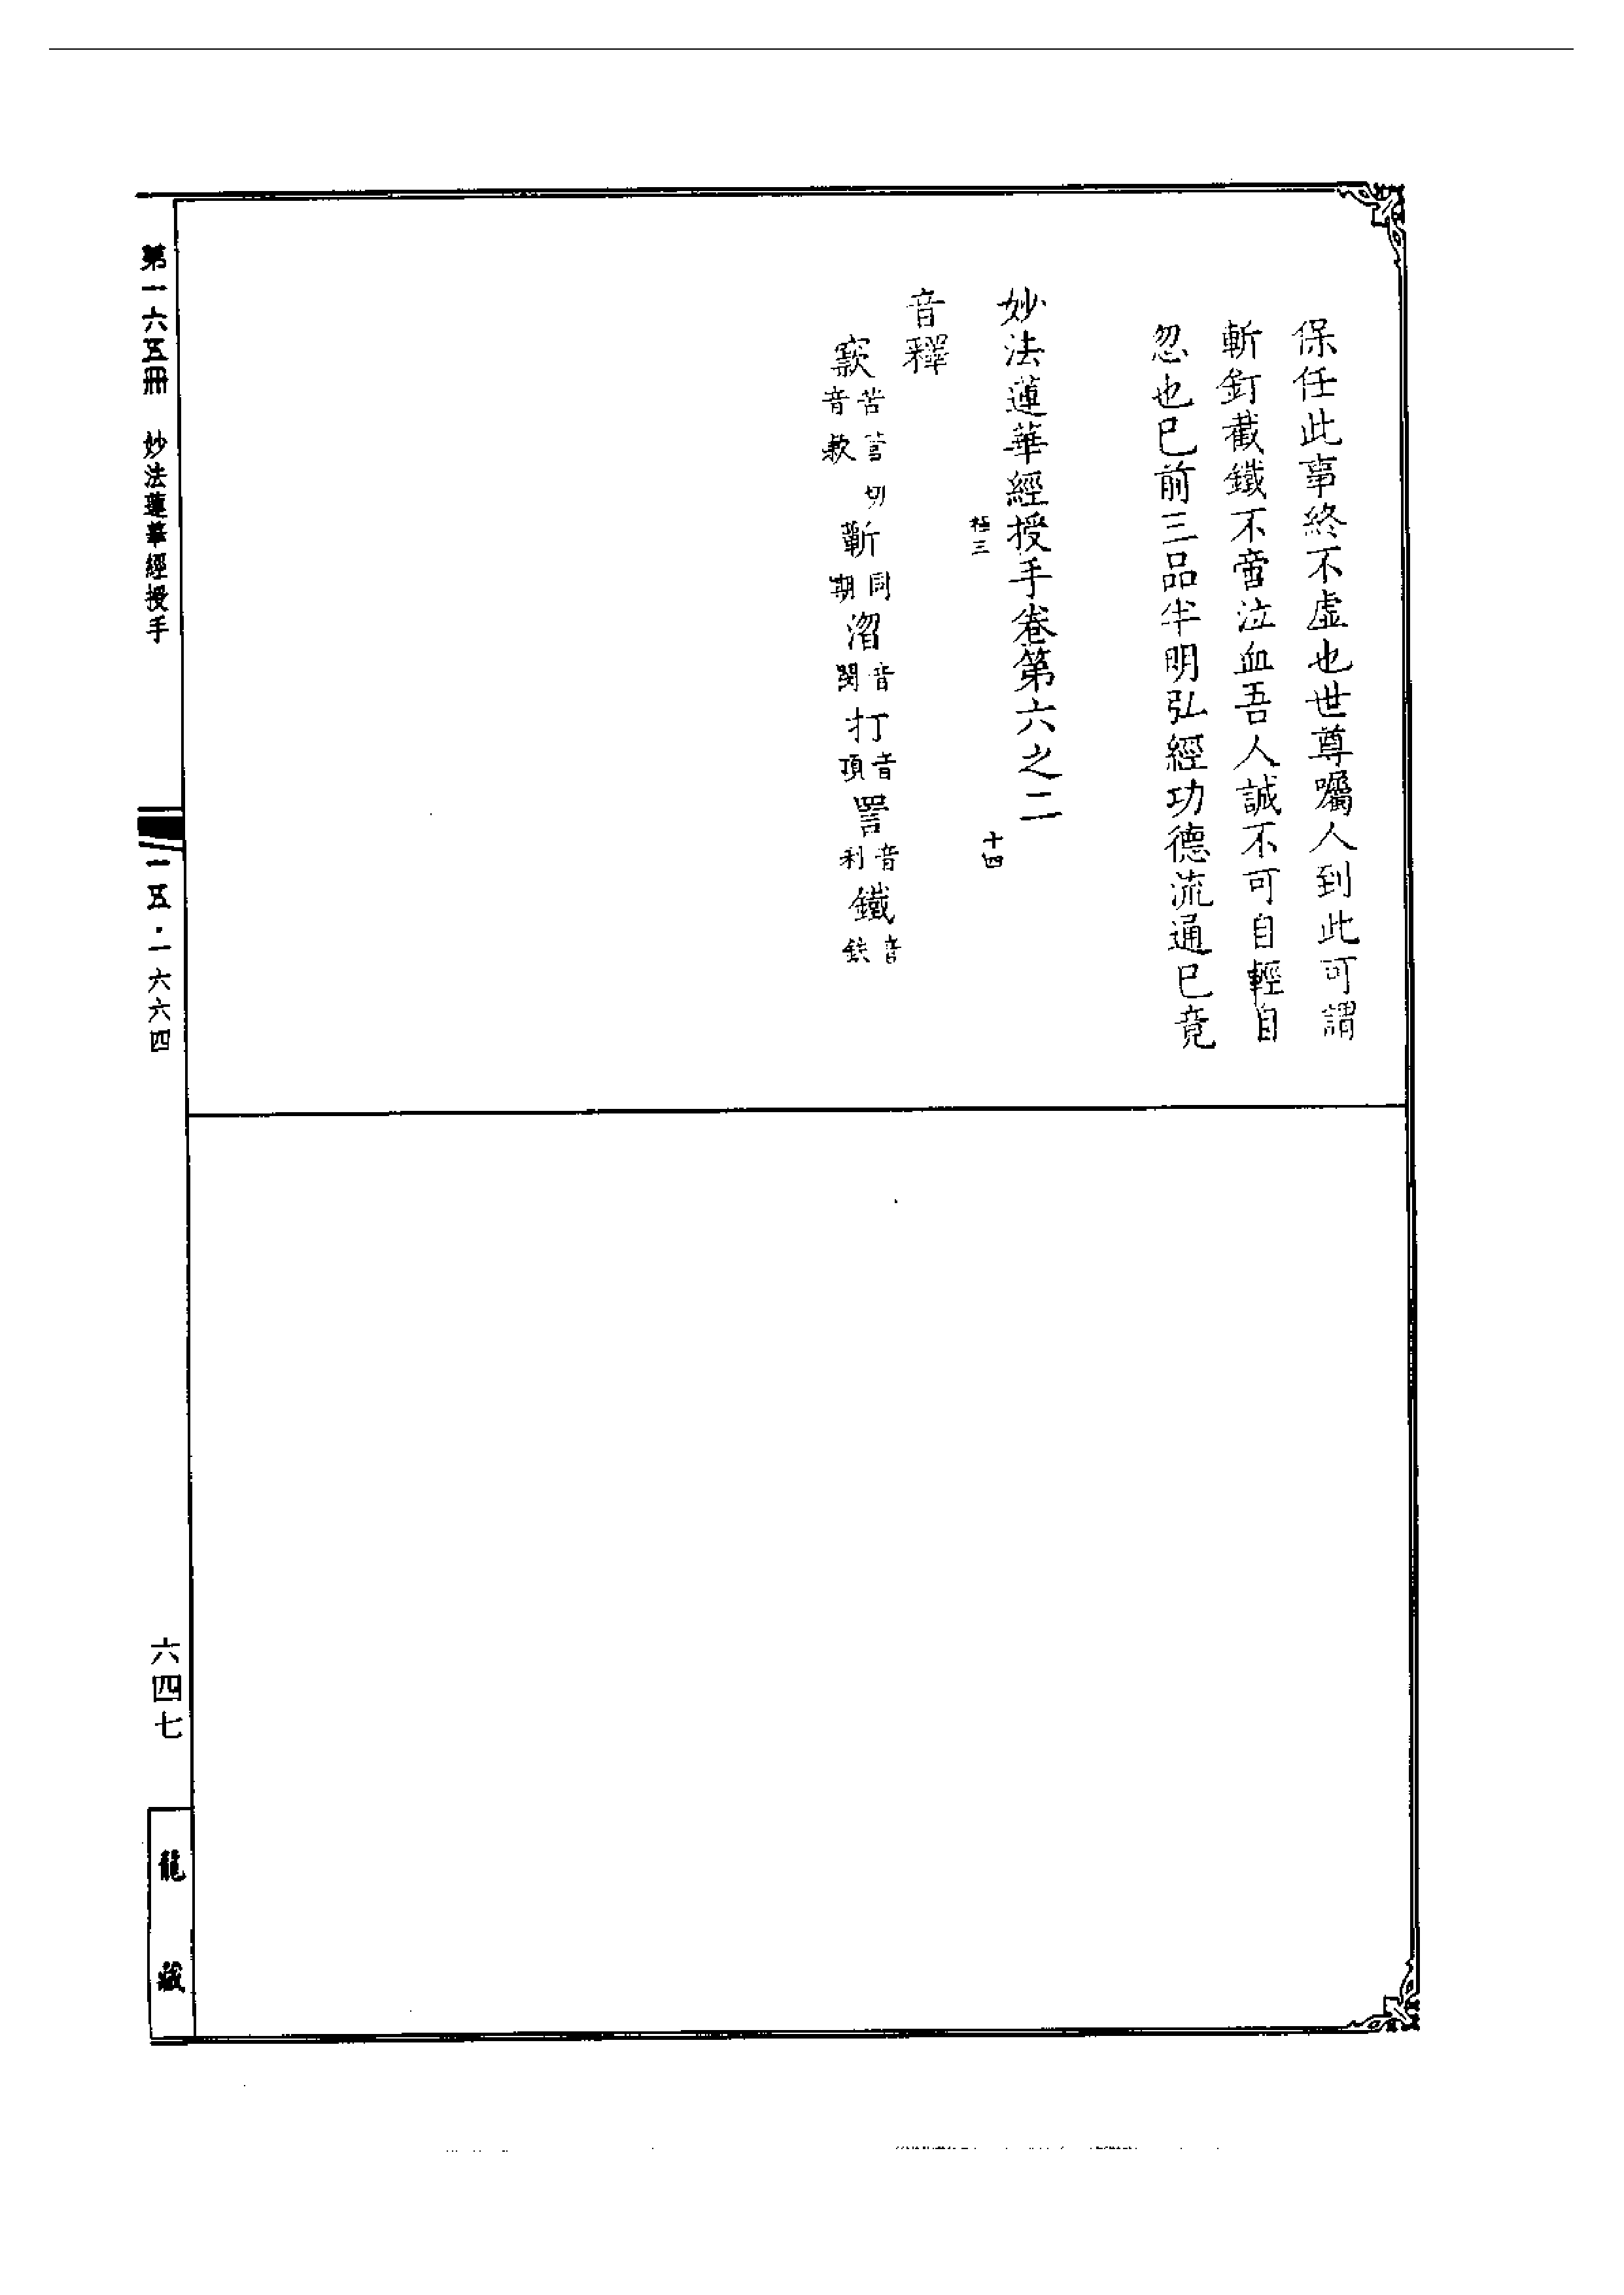 保任此事終不虛也世尊囑人到此可謂
斬釘截鐵不啻泣血吾人誠不可自輕自
忽也已前三品半明弘經功德流通已竟
妙法蓮華經授手卷第六之二
極三
十四
音釋
窾苦管切音款 蘄同期 溜音閔 打音頂 詈音利 鐵音鉄
第一六五冊 妙法蓮華經授手
一五·一六六四
六四七
龍藏